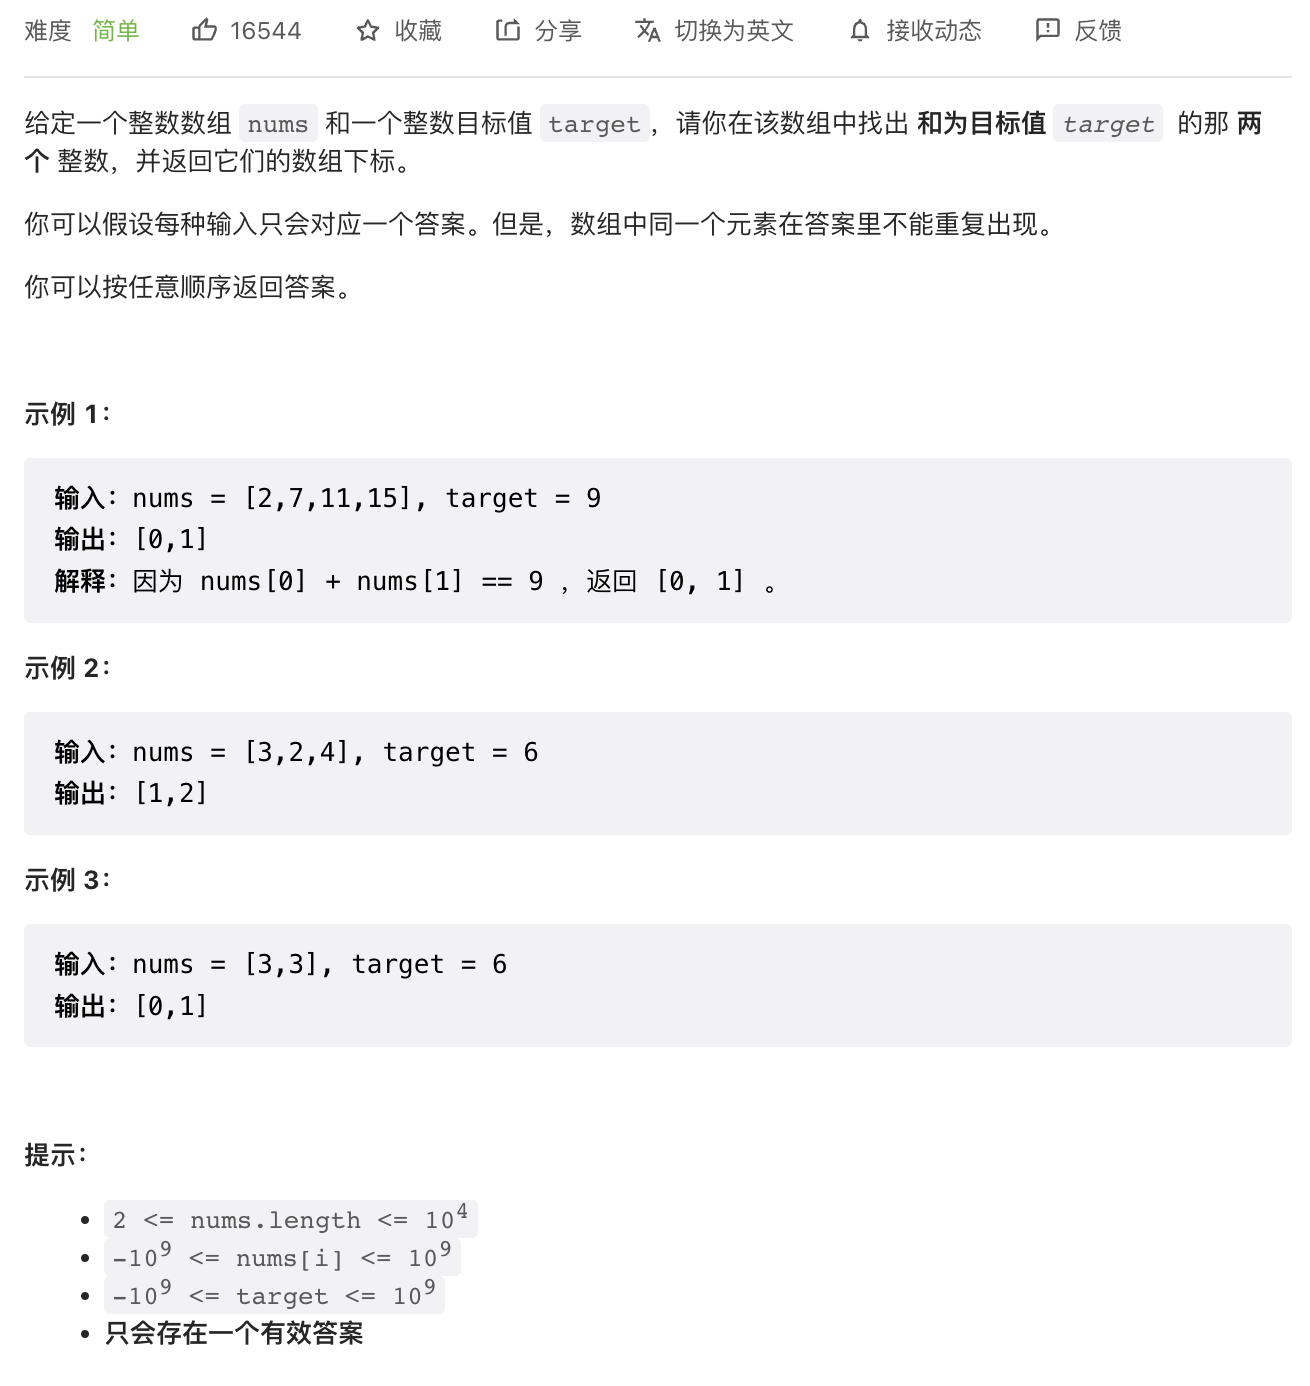 难度 简单 16544 收藏 分享 切换为英文 接收动态 反馈
给定一个整数数组 nums 和一个整数目标值 target，请你在该数组中找出 和为目标值 target 的那 两
个 整数，并返回它们的数组下标。
你可以假设每种输入只会对应一个答案。但是，数组中同一个元素在答案里不能重复出现。
你可以按任意顺序返回答案。
示例 1：
输入：nums = [2,7,11,15], target = 9
输出：[0,1]
解释：因为 nums[0] + nums[1] == 9 ，返回 [0, 1] 。
示例 2：
输入：nums = [3,2,4], target = 6
输出：[1,2]
示例 3：
输入：nums = [3,3], target = 6
输出：[0,1]
提示：
• 2 <= nums.length <= 10⁴
• -10⁹ <= nums[i] <= 10⁹
• -10⁹ <= target <= 10⁹
• 只会存在一个有效答案